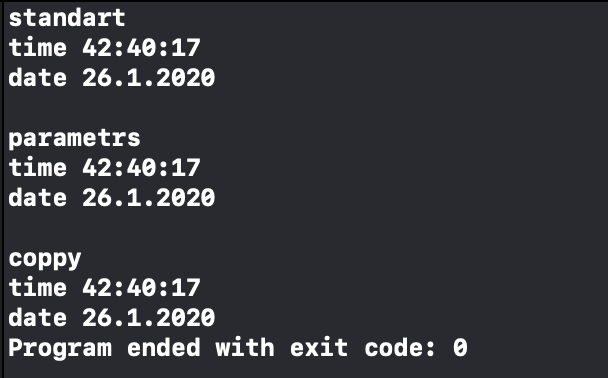 standart
time 42:40:17
date 26.1.2020
parametrs
time 42:40:17
date 26.1.2020
coppy
time 42:40:17
date 26.1.2020
Program ended with exit code: 0